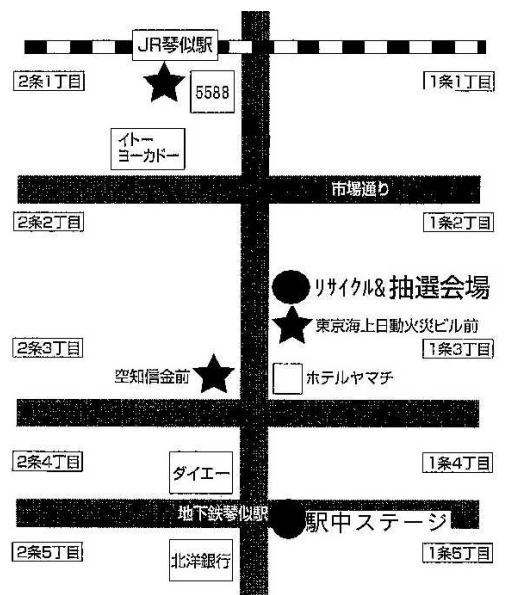 JR琴似駅
2条1丁目
5588
1条1丁目
イトー
ヨーカドー
市場通り
2条2丁目
1条2丁目
リサイクル&抽選会場
東京海上日動火災ビル前
2条3丁目
1条3丁目
空知信金前
ホテルヤマチ
2条4丁目
ダイエー
1条4丁目
地下鉄琴似駅
駅中ステージ
2条5丁目
北洋銀行
1条5丁目